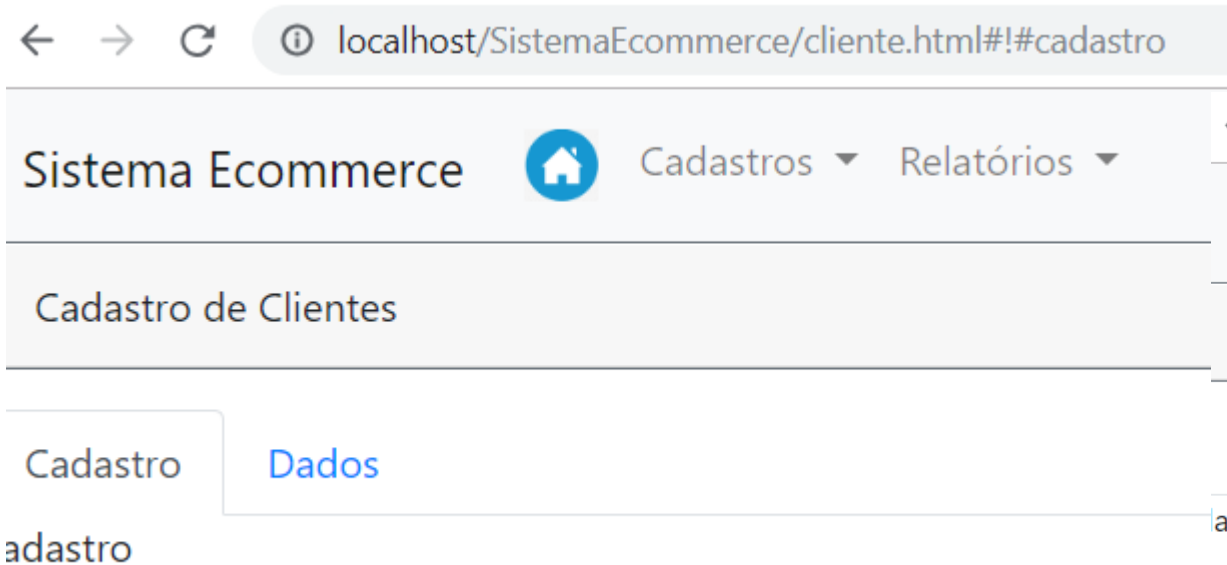 localhost/SistemaEcommerce/cliente.html#!#cadastro
Sistema Ecommerce Cadastros Relatórios
Cadastro de Clientes
Cadastro Dados
adastro